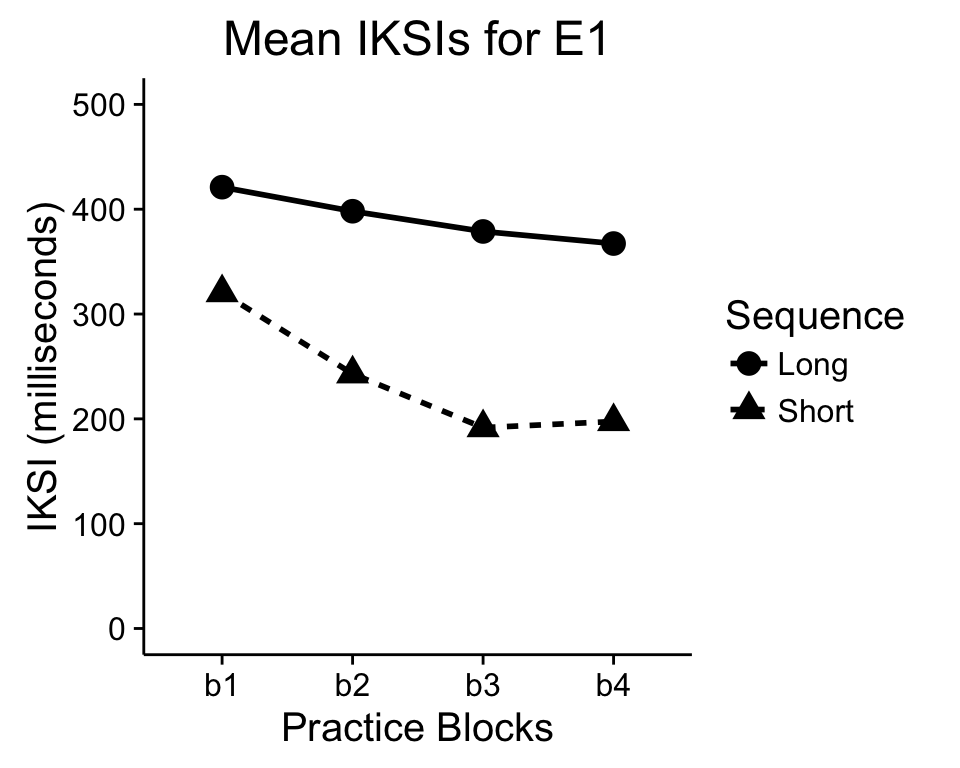 Mean IKSIs for E1
IKSI (milliseconds)
500
400
300
200
100
0
b1 b2 b3 b4
Practice Blocks
Sequence
Long
Short